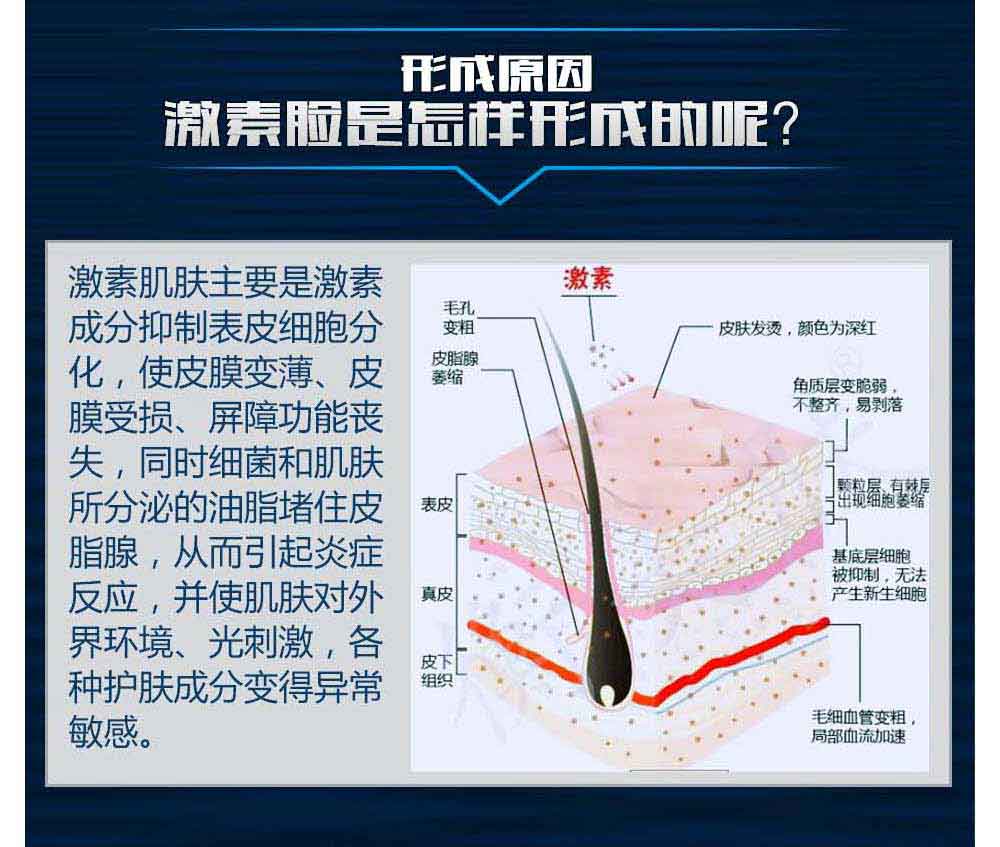 形成原因
激素脸是怎样形成的呢?
激素肌肤主要是激素
成分抑制表皮细胞分
化，使皮膜变薄、皮
膜受损、屏障功能丧
失，同时细菌和肌肤
所分泌的油脂堵住皮
脂腺，从而引起炎症
反应，并使肌肤对外
界环境、光刺激，各
种护肤成分变得异常
敏感。
激素
毛孔
变粗
皮脂腺
萎缩
皮肤发烫，颜色为深红
角质层变脆弱，
不整齐，易剥落
颗粒层、有棘层
出现细胞萎缩
基底层细胞
被抑制，无法
产生新生细胞
表皮
真皮
皮下
组织
毛细血管变粗，
局部血流加速